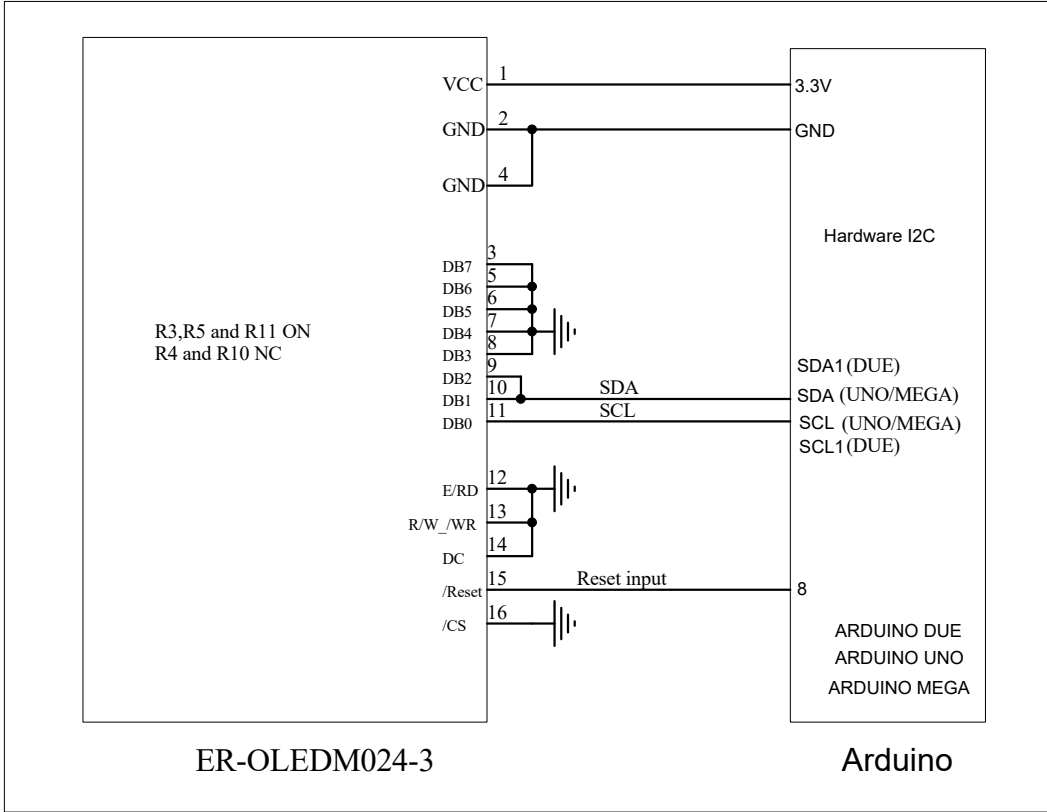 VCC 1 3.3V
GND 2 GND
GND 4
Hardware I2C
DB7 3
DB6 5
DB5 6
DB4 7
DB3 8
DB2 9
DB1 10 SDA SDA (UNO/MEGA)
DB0 11 SCL SCL (UNO/MEGA)
SDA1 (DUE)
SCL1 (DUE)
R3,R5 and R11 ON
R4 and R10 NC
E/RD 12
R/W_/WR 13
DC 14
/Reset 15 Reset input 8
/CS 16
ARDUINO DUE
ARDUINO UNO
ARDUINO MEGA
ER-OLEDM024-3
Arduino